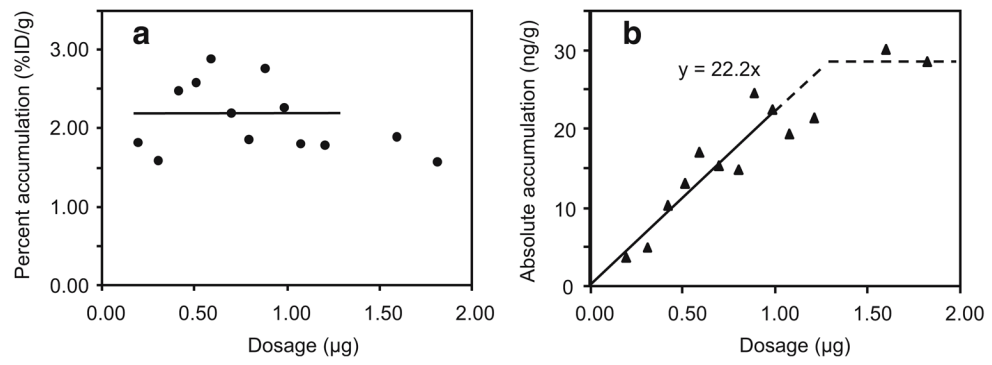 a
Percent accumulation (%ID/g)
3.00
2.00
1.00
0.00
0.00 0.50 1.00 1.50 2.00
Dosage (μg)
b
y = 22.2x
Absolute accumulation (ng/g)
30
20
10
0
0.00 0.50 1.00 1.50 2.00
Dosage (μg)